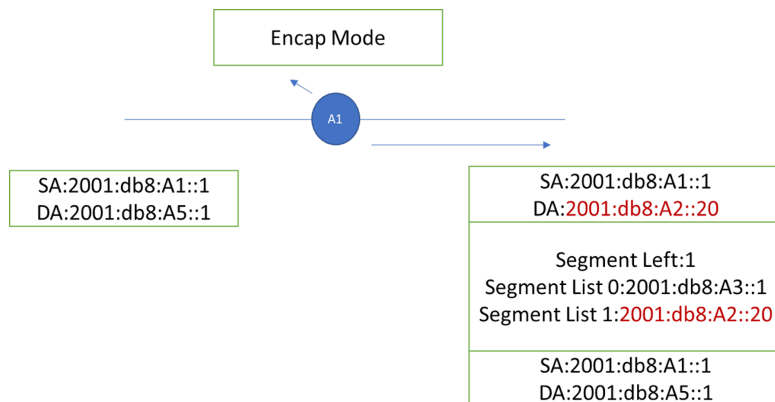 Encap Mode
A1
SA:2001:db8:A1::1
DA:2001:db8:A5::1
SA:2001:db8:A1::1
DA:2001:db8:A2::20
Segment Left:1
Segment List 0:2001:db8:A3::1
Segment List 1:2001:db8:A2::20
SA:2001:db8:A1::1
DA:2001:db8:A5::1